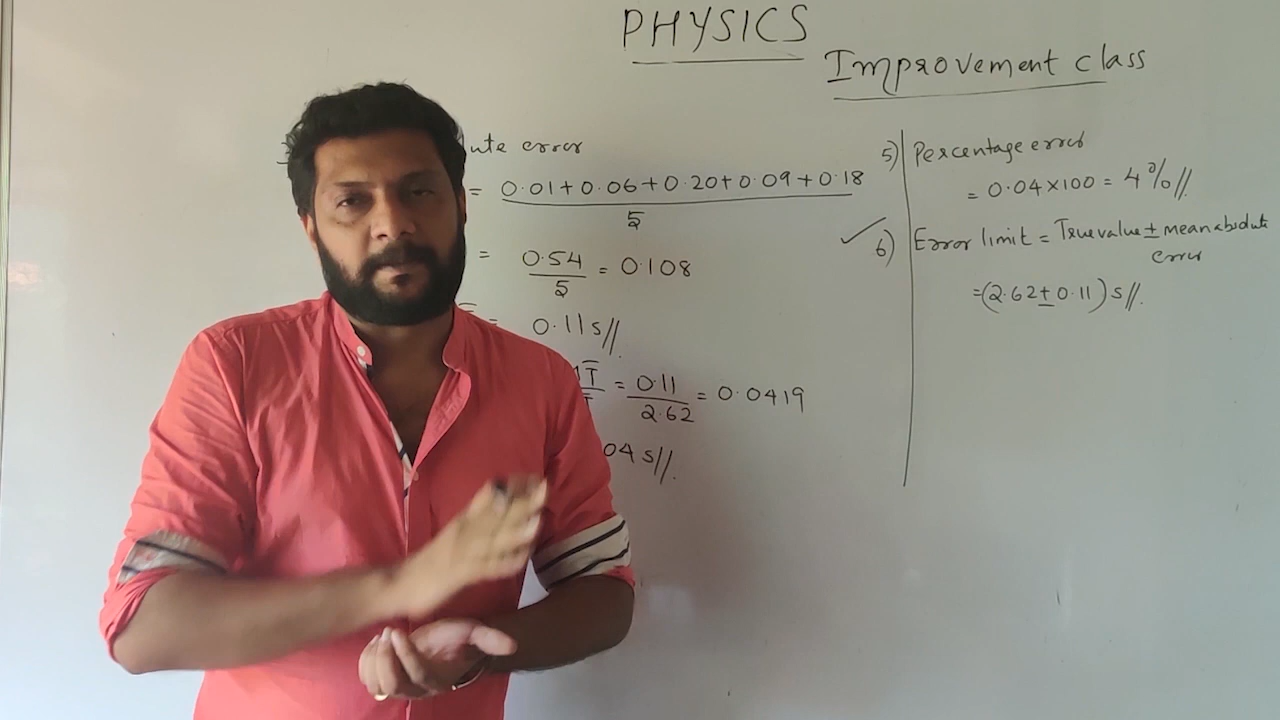 PHYSICS
Improvement class
error
= 0.01+0.06+0.20+0.09+0.18
5
= 0.54 = 0.108
5
= 0.11 s//.
T̅ = 0.11 = 0.0419
2.62
04 s//.
5) Percentage error
= 0.04×100 = 4%//.
6) Error limit = True value ± mean absolute
error
=(2.62±0.11) s//.